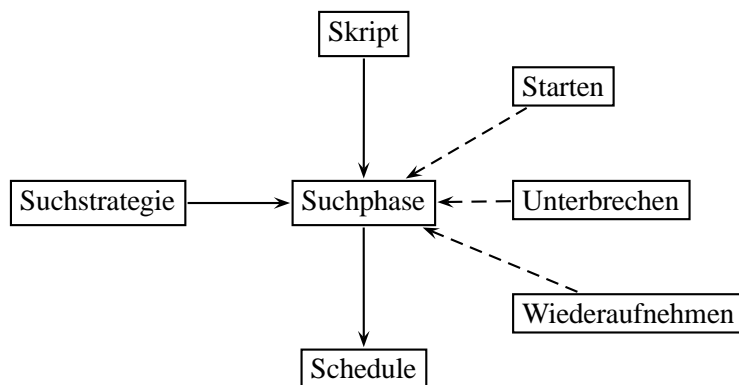 Skript
Starten
Suchstrategie
Suchphase
Unterbrechen
Wiederaufnehmen
Schedule